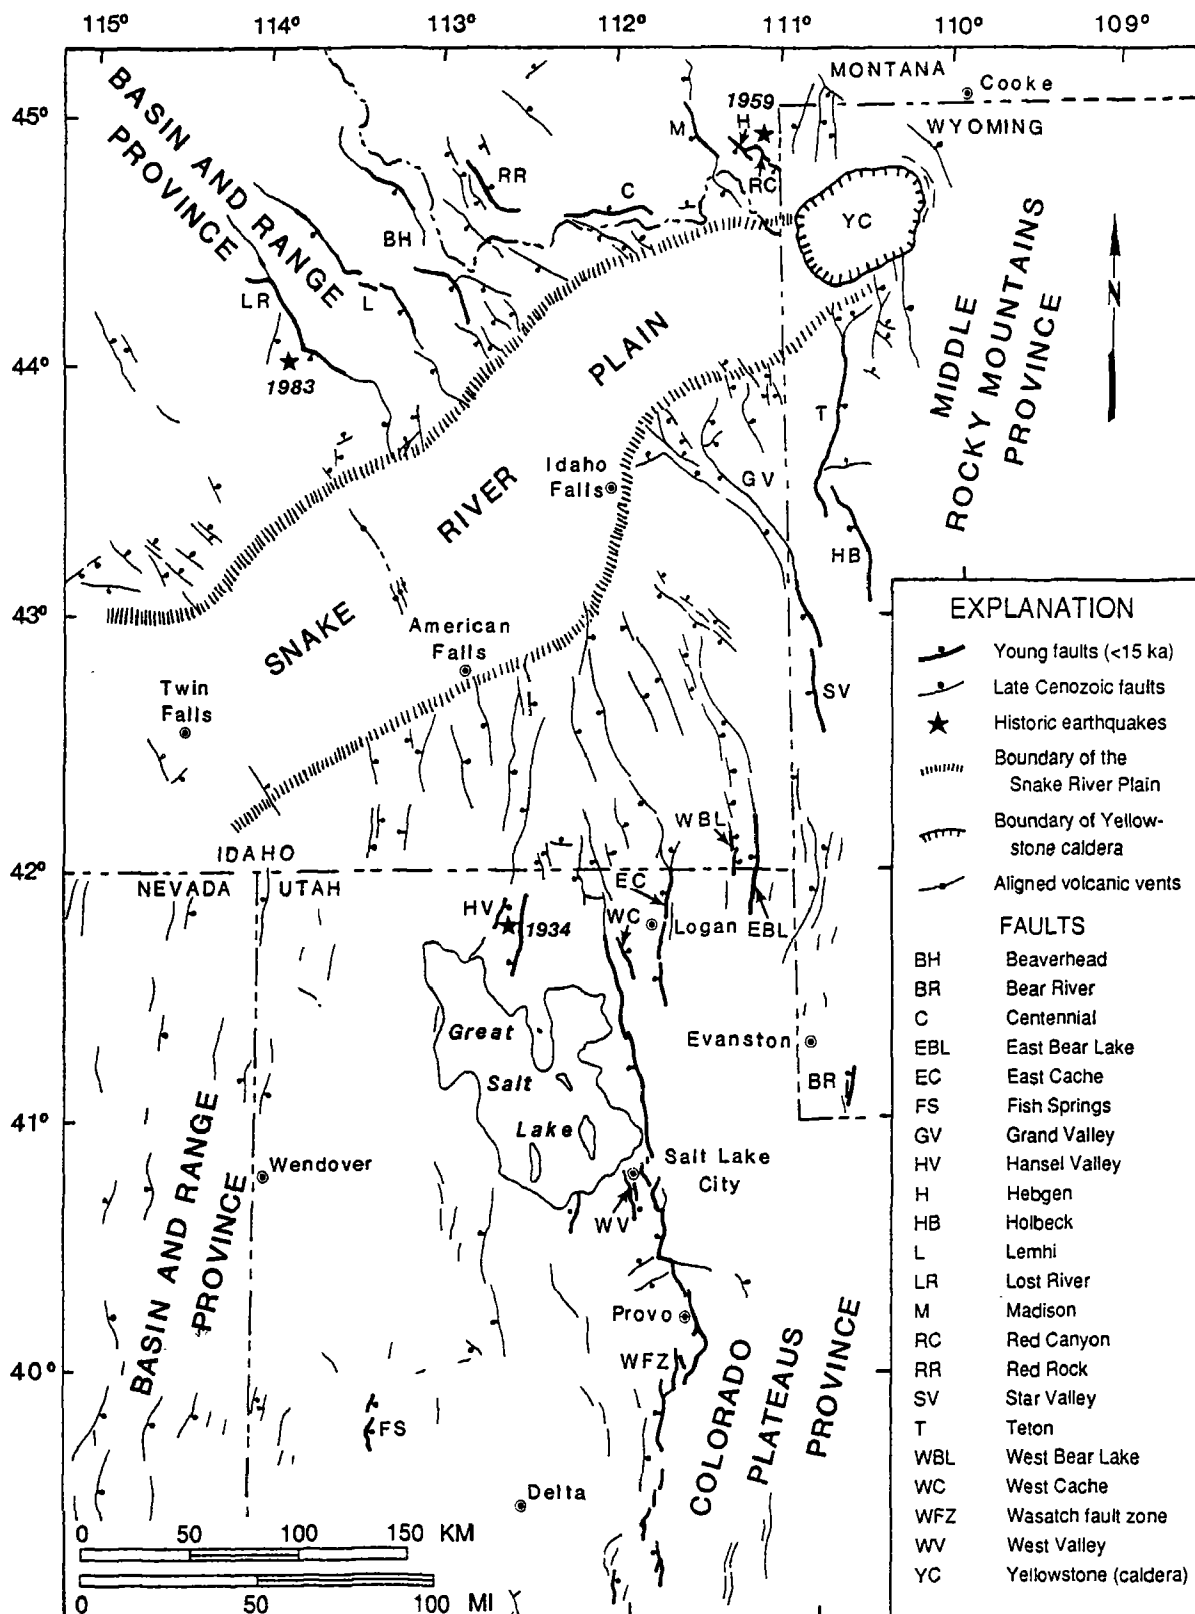 115° 114° 113° 112° 111° 110° 109°
45°
44°
43°
42°
41°
40°
BASIN AND RANGE
PROVINCE
MONTANA
Cooke
WYOMING
1959
H
M
RC
RR
C
BH
YC
LR
L
1983
N
MIDDLE
ROCKY MOUNTAINS
PROVINCE
SNAKE
RIVER
PLAIN
T
Idaho
Falls
GV
HB
American
Falls
Twin
Falls
SV
WBL
IDAHO
NEVADA
UTAH
EC
HV
1934
WC
Logan
EBL
Great
Salt
Lake
Evanston
BR
BASIN AND RANGE
PROVINCE
Wendover
Salt Lake
City
WV
Provo
WFZ
FS
Delta
COLORADO
PLATEAUS
PROVINCE
0 50 100 150 KM
0 50 100 MI
EXPLANATION
Young faults (<15 ka)
Late Cenozoic faults
Historic earthquakes
Boundary of the
Snake River Plain
Boundary of Yellow-
stone caldera
Aligned volcanic vents
FAULTS
BH Beaverhead
BR Bear River
C Centennial
EBL East Bear Lake
EC East Cache
FS Fish Springs
GV Grand Valley
HV Hansel Valley
H Hebgen
HB Holbeck
L Lemhi
LR Lost River
M Madison
RC Red Canyon
RR Red Rock
SV Star Valley
T Teton
WBL West Bear Lake
WC West Cache
WFZ Wasatch fault zone
WV West Valley
YC Yellowstone (caldera)